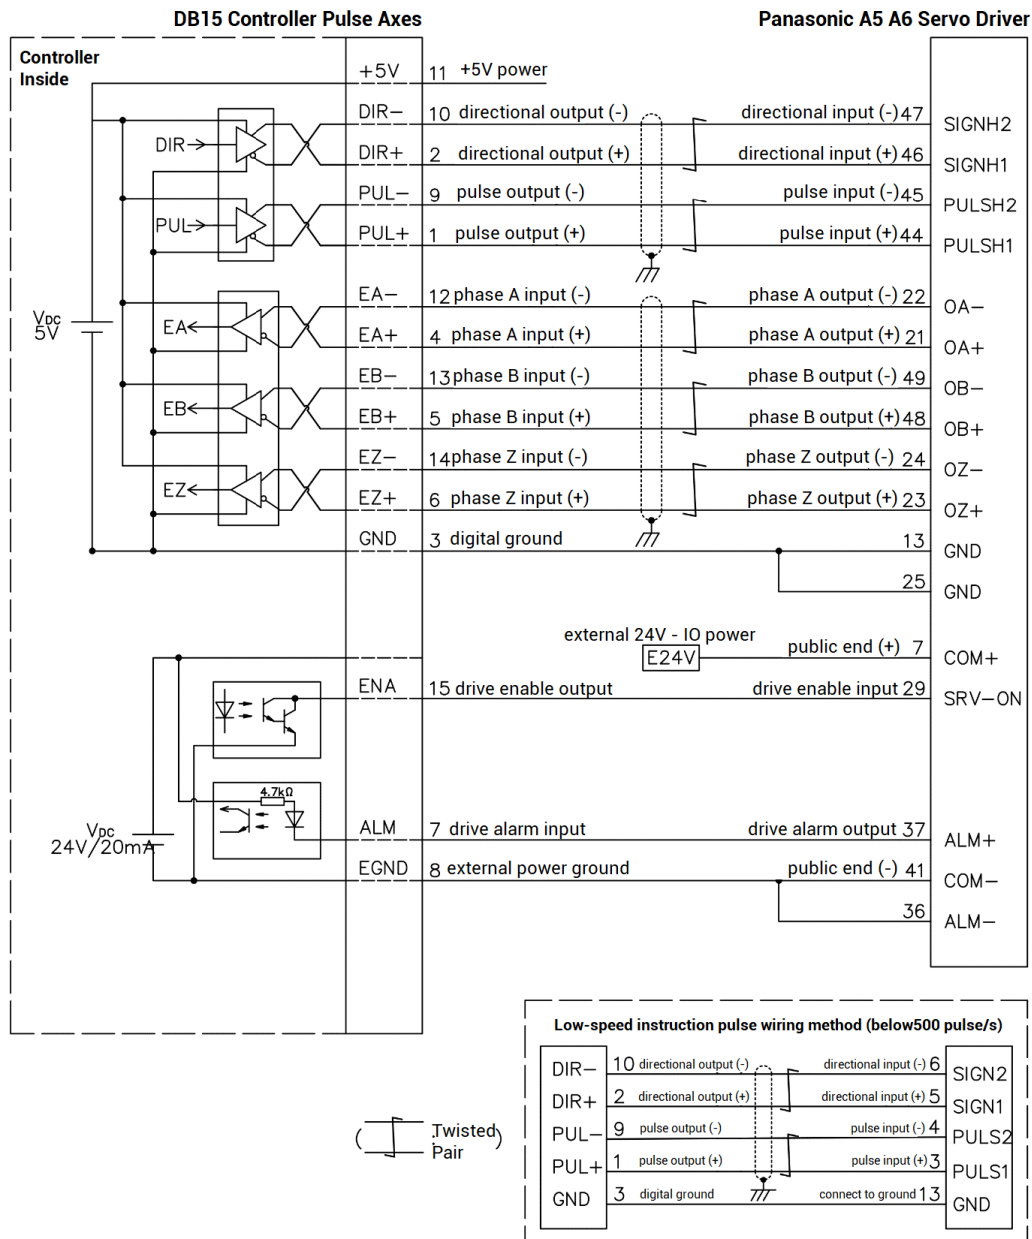 DB15 Controller Pulse Axes
Panasonic A5 A6 Servo Driver
Controller
Inside
+5V 11 +5V power
DIR− 10 directional output (-) directional input (-) 47 SIGNH2
DIR
DIR+ 2 directional output (+) directional input (+) 46 SIGNH1
PUL− 9 pulse output (-) pulse input (-) 45 PULSH2
PUL
PUL+ 1 pulse output (+) pulse input (+) 44 PULSH1
EA− 12 phase A input (-) phase A output (-) 22 OA−
VDC
5V
EA
EA+ 4 phase A input (+) phase A output (+) 21 OA+
EB− 13 phase B input (-) phase B output (-) 49 OB−
EB
EB+ 5 phase B input (+) phase B output (+) 48 OB+
EZ− 14 phase Z input (-) phase Z output (-) 24 OZ−
EZ
EZ+ 6 phase Z input (+) phase Z output (+) 23 OZ+
GND 3 digital ground 13 GND
25 GND
external 24V - IO power
E24V public end (+) 7 COM+
ENA 15 drive enable output drive enable input 29 SRV−ON
4.7kΩ
VDC
24V/20mA
ALM 7 drive alarm input drive alarm output 37 ALM+
EGND 8 external power ground public end (-) 41 COM−
36 ALM−
Low-speed instruction pulse wiring method (below500 pulse/s)
DIR− 10 directional output (-) directional input (-) 6 SIGN2
DIR+ 2 directional output (+) directional input (+) 5 SIGN1
PUL− 9 pulse output (-) pulse input (-) 4 PULS2
PUL+ 1 pulse output (+) pulse input (+) 3 PULS1
GND 3 digital ground connect to ground 13 GND
( Twisted )
Pair